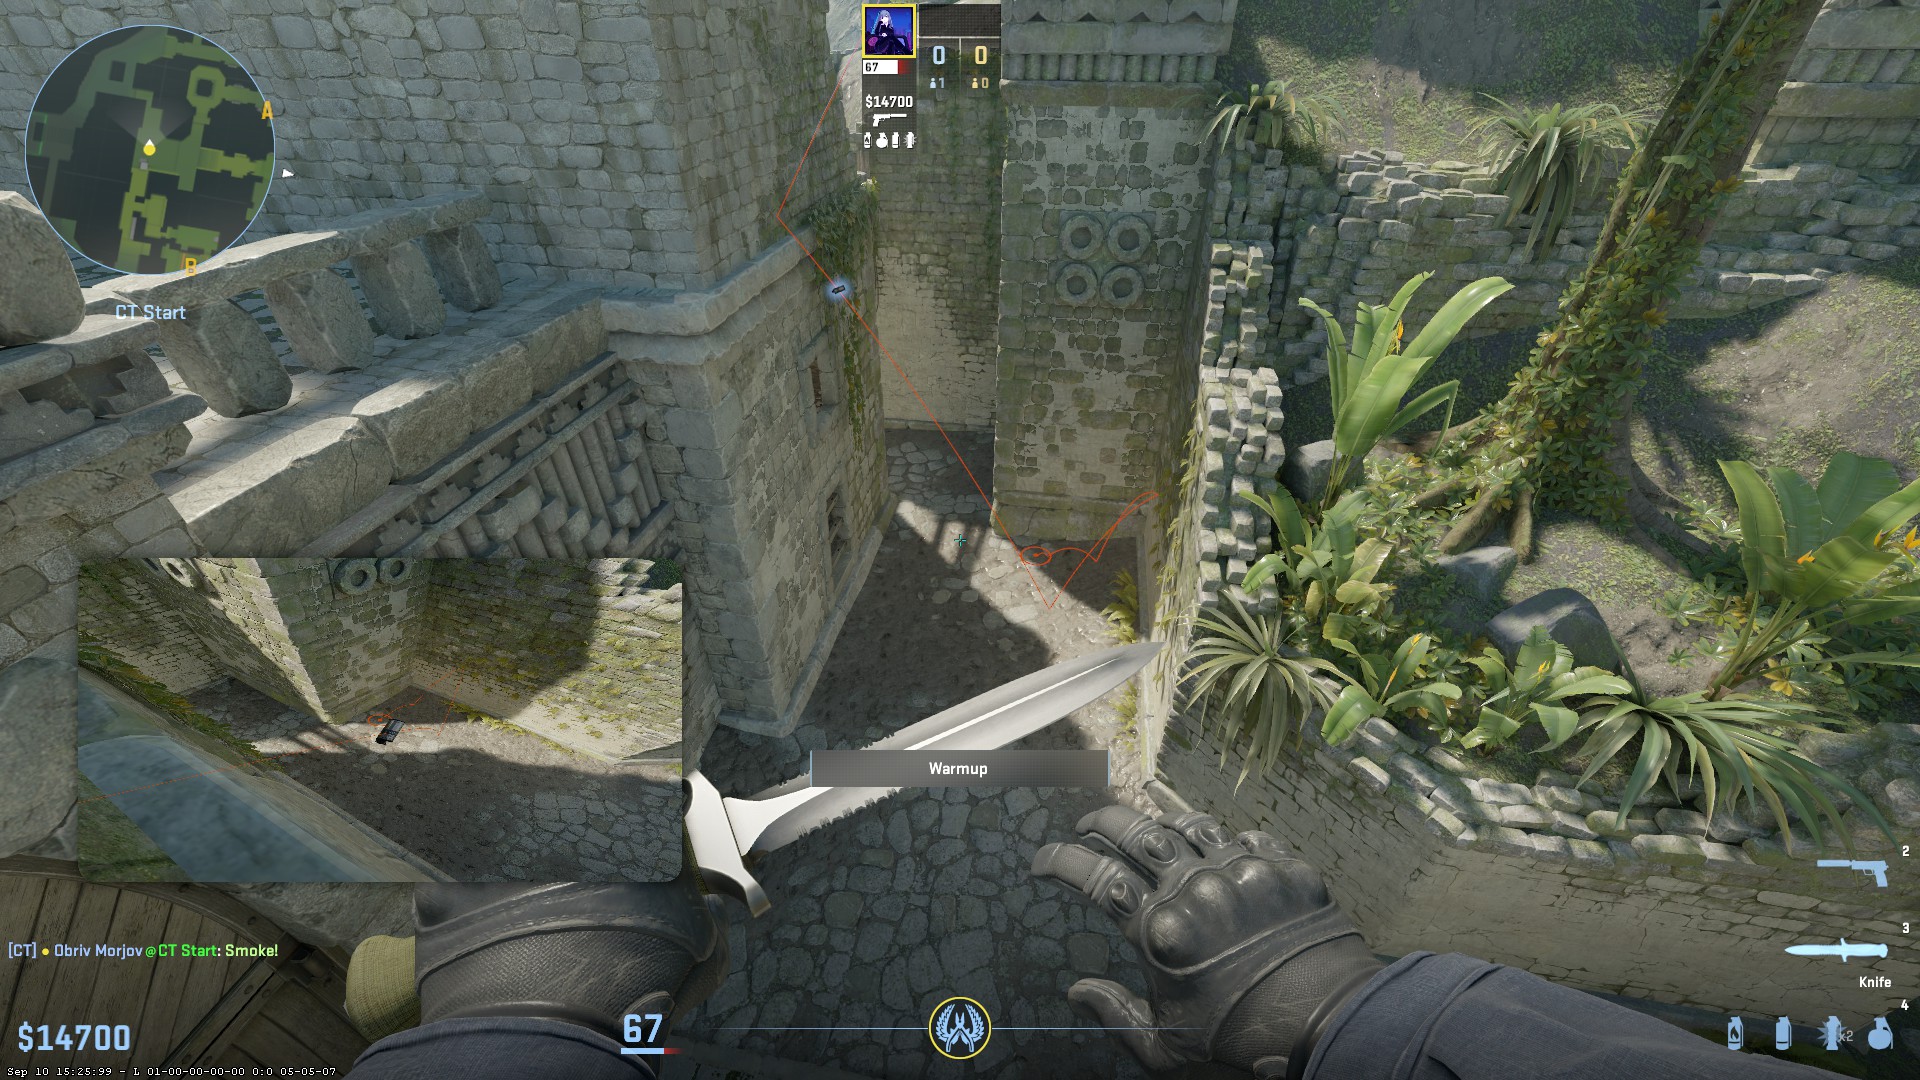 A
B
CT Start
67
0
0
1
0
$14700
Warmup
2
3
Knife
4
x2
[CT] ● Obriv Morjov@CT Start: Smoke!
$14700
67
Sep 10 15:25:99 - L 01-00-00-00-00 0:0 05-05-07